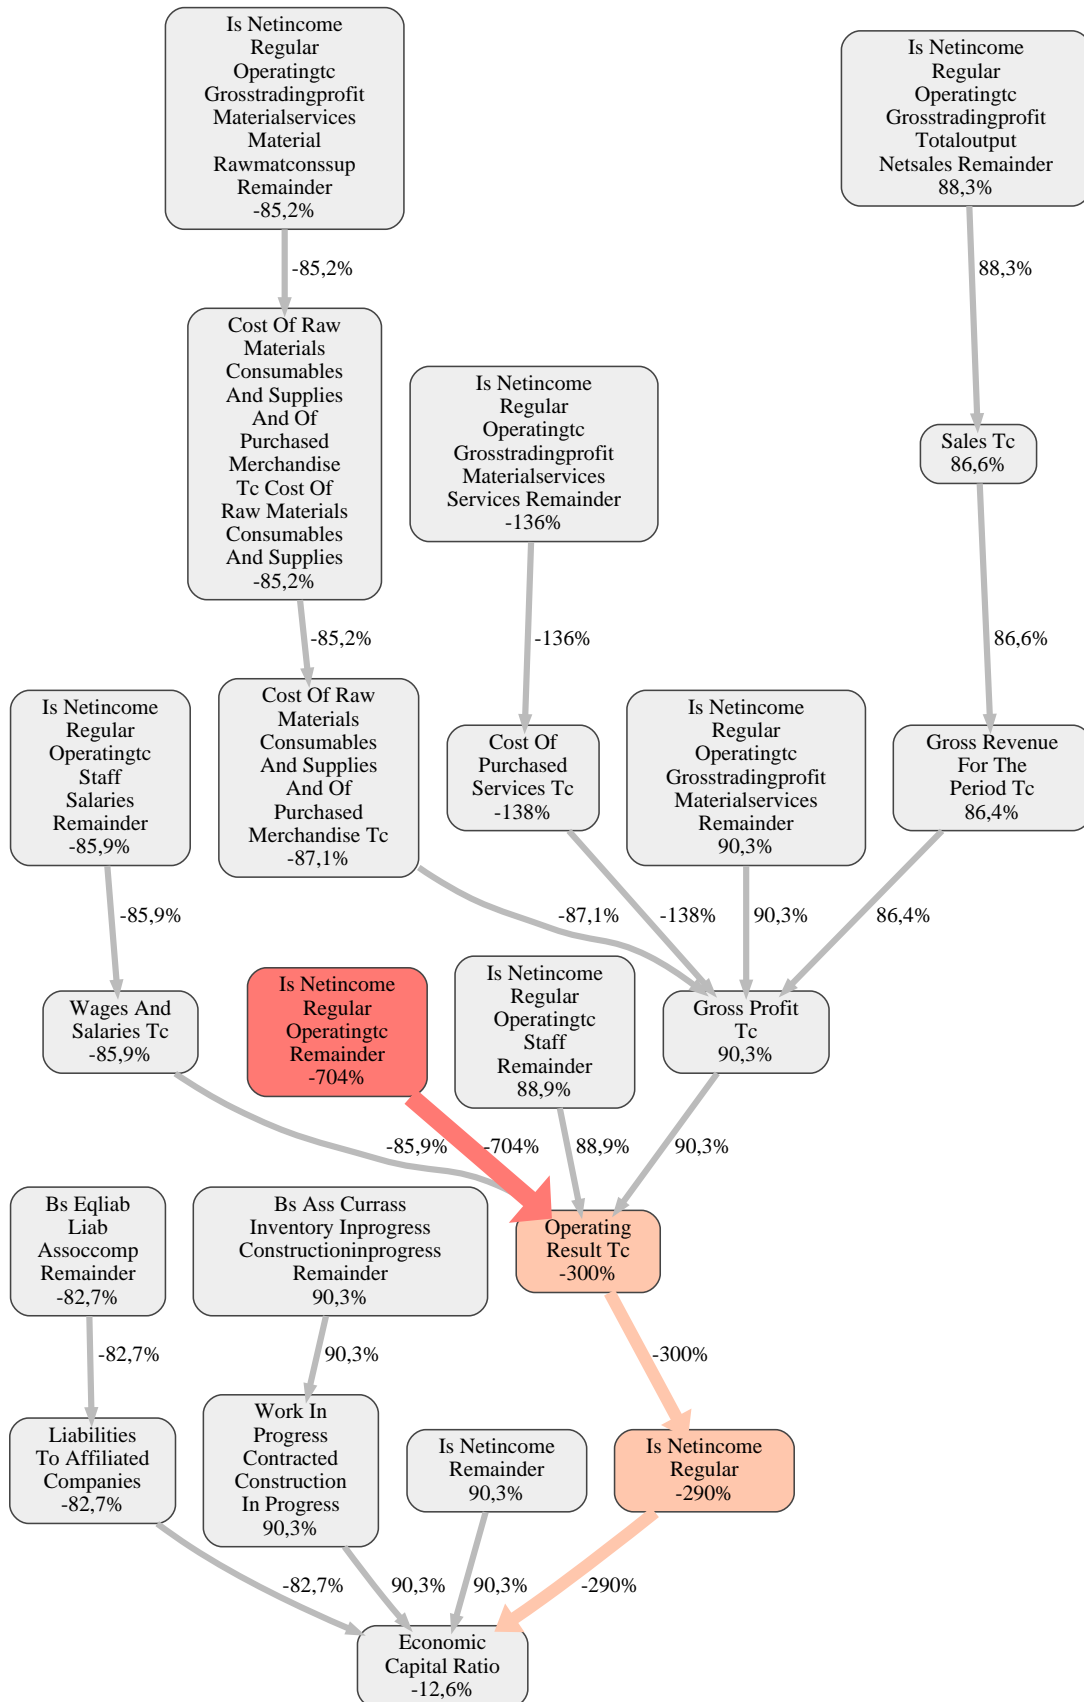 Is Netincome
Regular
Operatingtc
Grosstradingprofit
Materialservices
Material
Rawmatconssup
Remainder
-85,2%
Is Netincome
Regular
Operatingtc
Grosstradingprofit
Totaloutput
Netsales Remainder
88,3%
-85,2%
88,3%
Cost Of Raw
Materials
Consumables
And Supplies
And Of
Purchased
Merchandise
Tc Cost Of
Raw Materials
Consumables
And Supplies
-85,2%
Is Netincome
Regular
Operatingtc
Grosstradingprofit
Materialservices
Services Remainder
-136%
Sales Tc
86,6%
-85,2%
-136%
86,6%
Is Netincome
Regular
Operatingtc
Staff
Salaries
Remainder
-85,9%
Cost Of Raw
Materials
Consumables
And Supplies
And Of
Purchased
Merchandise Tc
-87,1%
Cost Of
Purchased
Services Tc
-138%
Is Netincome
Regular
Operatingtc
Grosstradingprofit
Materialservices
Remainder
90,3%
Gross Revenue
For The
Period Tc
86,4%
-85,9%
-87,1%
-138%
90,3%
86,4%
Wages And
Salaries Tc
-85,9%
Is Netincome
Regular
Operatingtc
Remainder
-704%
Is Netincome
Regular
Operatingtc
Staff
Remainder
88,9%
Gross Profit
Tc
90,3%
-85,9%
-704%
88,9%
90,3%
Bs Eqliab
Liab
Assoccomp
Remainder
-82,7%
Bs Ass Currass
Inventory Inprogress
Constructioninprogress
Remainder
90,3%
Operating
Result Tc
-300%
-82,7%
90,3%
-300%
Liabilities
To Affiliated
Companies
-82,7%
Work In
Progress
Contracted
Construction
In Progress
90,3%
Is Netincome
Remainder
90,3%
Is Netincome
Regular
-290%
-82,7%
90,3%
90,3%
-290%
Economic
Capital Ratio
-12,6%